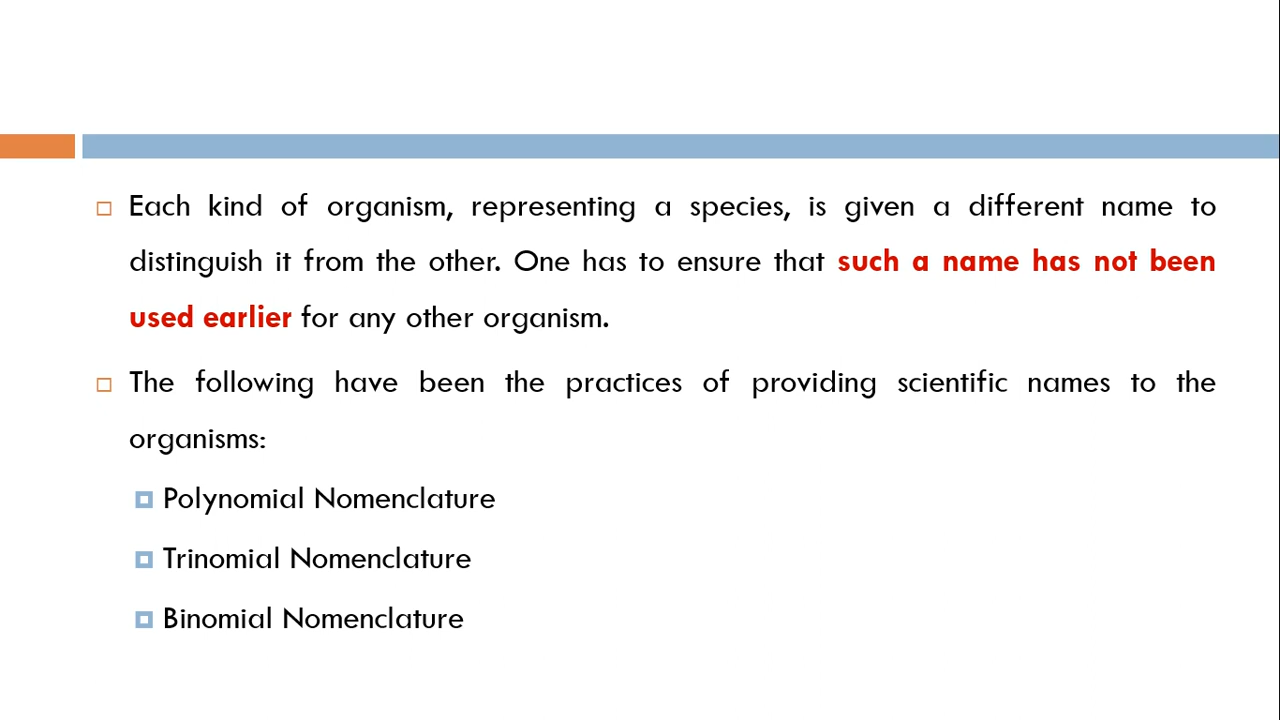 Each kind of organism, representing a species, is given a different name to
distinguish it from the other. One has to ensure that such a name has not been
used earlier for any other organism.
The following have been the practices of providing scientific names to the
organisms:
Polynomial Nomenclature
Trinomial Nomenclature
Binomial Nomenclature